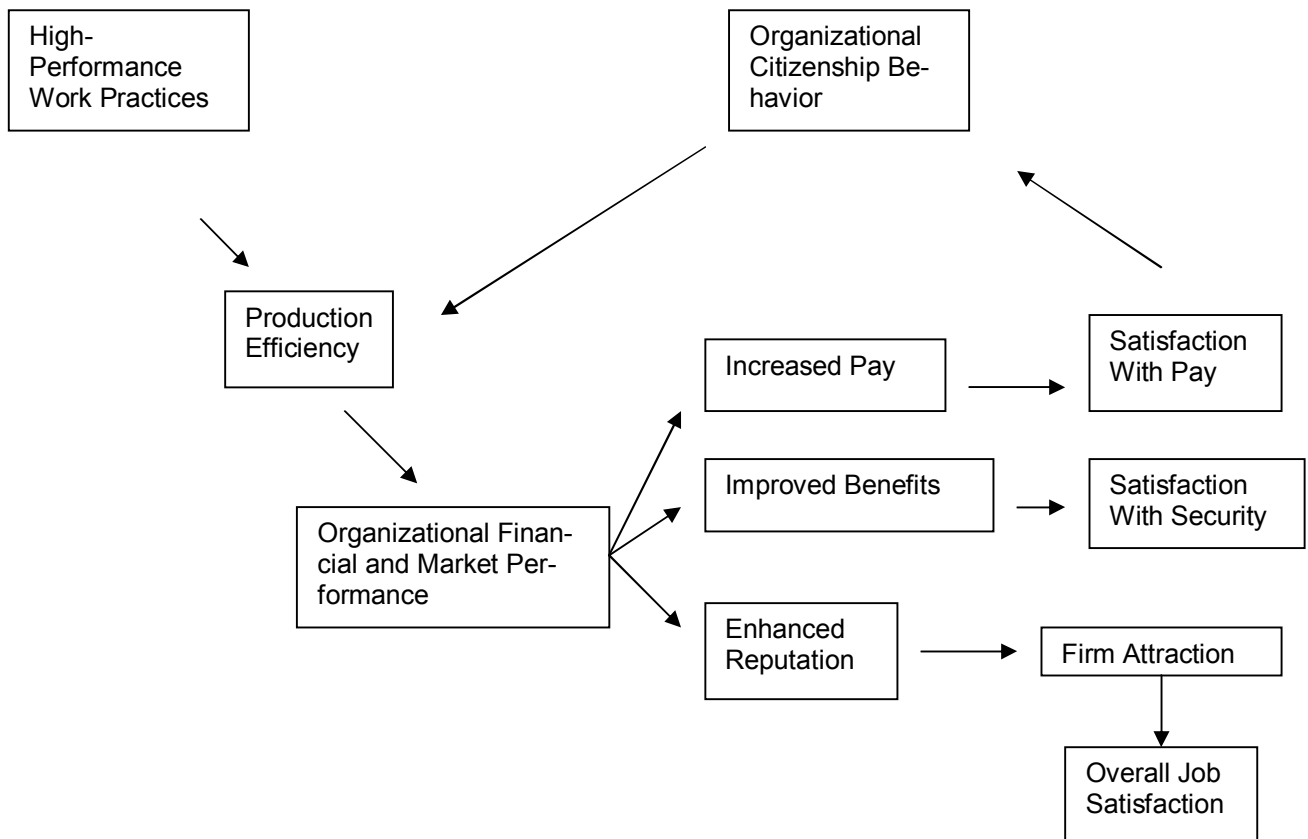 High-
Performance
Work Practices
Organizational
Citizenship Be-
havior
Production
Efficiency
Increased Pay
Satisfaction
With Pay
Improved Benefits
Satisfaction
With Security
Organizational Finan-
cial and Market Per-
formance
Enhanced
Reputation
Firm Attraction
Overall Job
Satisfaction